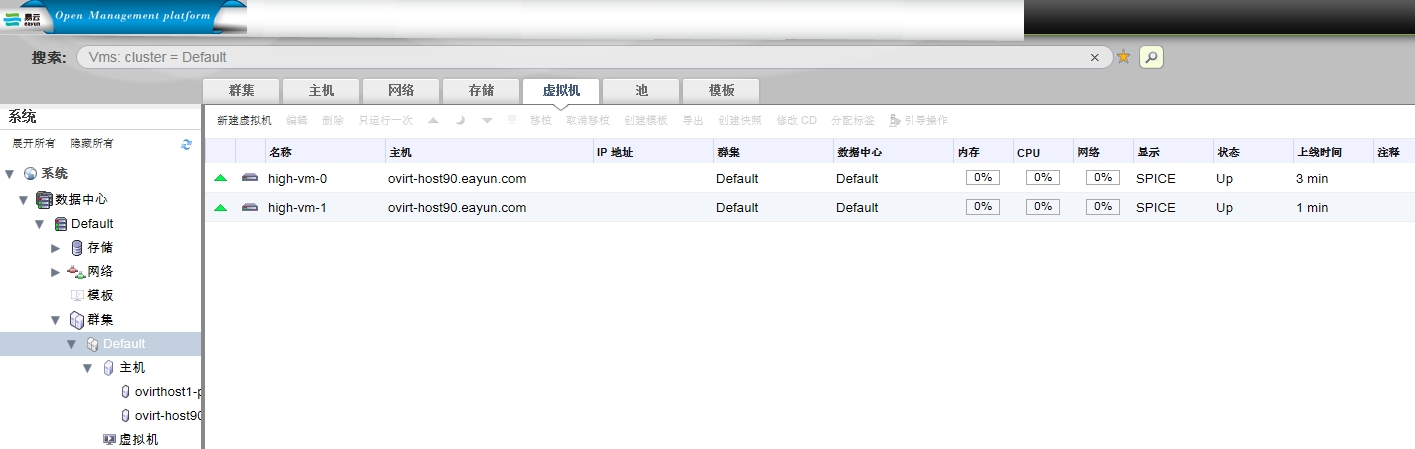 易云
eayun
Open Management platform
搜索: Vms: cluster = Default
群集 主机 网络 存储 虚拟机 池 模板
系统
展开所有 隐藏所有
系统
数据中心
Default
存储
网络
模板
群集
Default
主机
ovirthost1-p
ovirt-host90
虚拟机
新建虚拟机 编辑 删除 只运行一次 移植 取消移植 创建模板 导出 创建快照 修改 CD 分配标签 引导操作
名称 主机 IP 地址 群集 数据中心 内存 CPU 网络 显示 状态 上线时间 注释
high-vm-0 ovirt-host90.eayun.com Default Default 0% 0% 0% SPICE Up 3 min
high-vm-1 ovirt-host90.eayun.com Default Default 0% 0% 0% SPICE Up 1 min